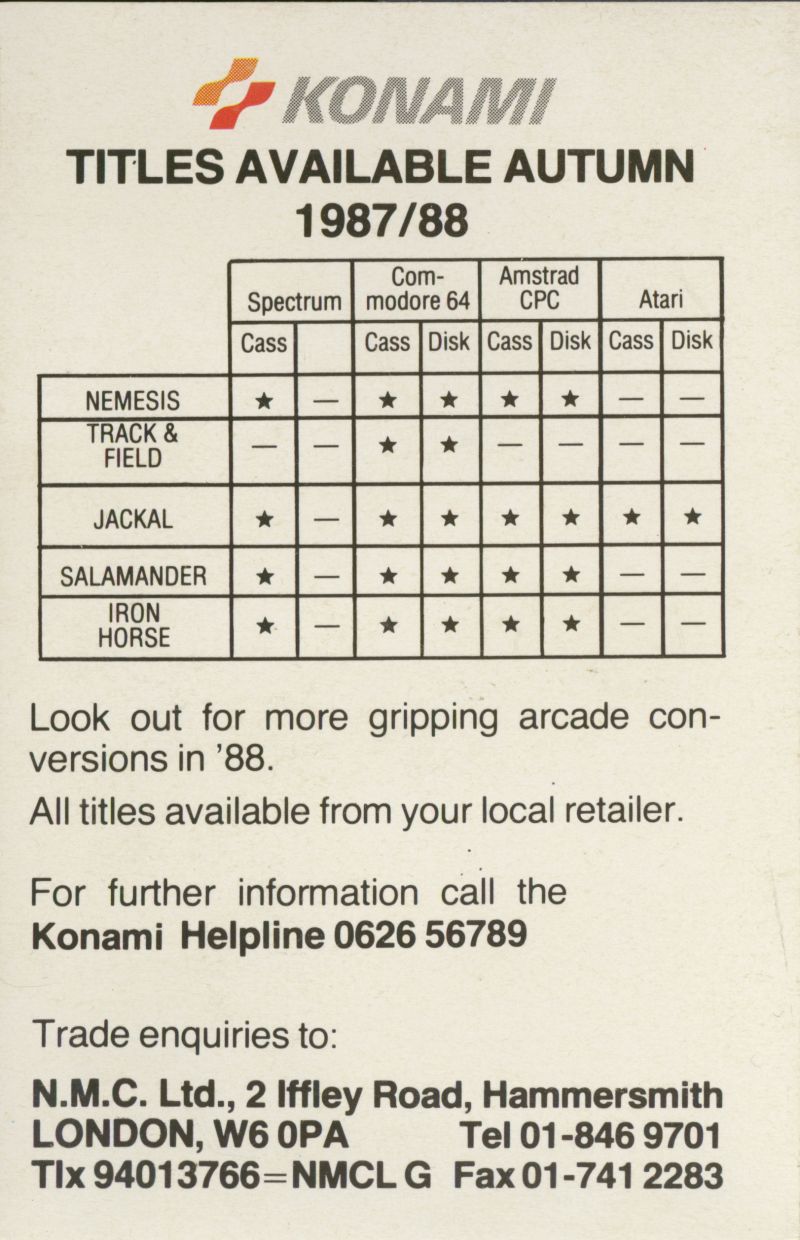 KONAMI
TITLES AVAILABLE AUTUMN
1987/88
Spectrum Com-
modore 64 Amstrad
CPC Atari
Cass Cass Disk Cass Disk Cass Disk
NEMESIS ★ — ★ ★ ★ ★ — —
TRACK &
FIELD — — ★ ★ — — — —
JACKAL ★ — ★ ★ ★ ★ ★ ★
SALAMANDER ★ — ★ ★ ★ ★ — —
IRON
HORSE ★ — ★ ★ ★ ★ — —
Look out for more gripping arcade con-
versions in '88.
All titles available from your local retailer.
For further information call the
Konami Helpline 0626 56789
Trade enquiries to:
N.M.C. Ltd., 2 Iffley Road, Hammersmith
LONDON, W6 0PA Tel 01-846 9701
Tlx 94013766=NMCL G Fax 01-741 2283